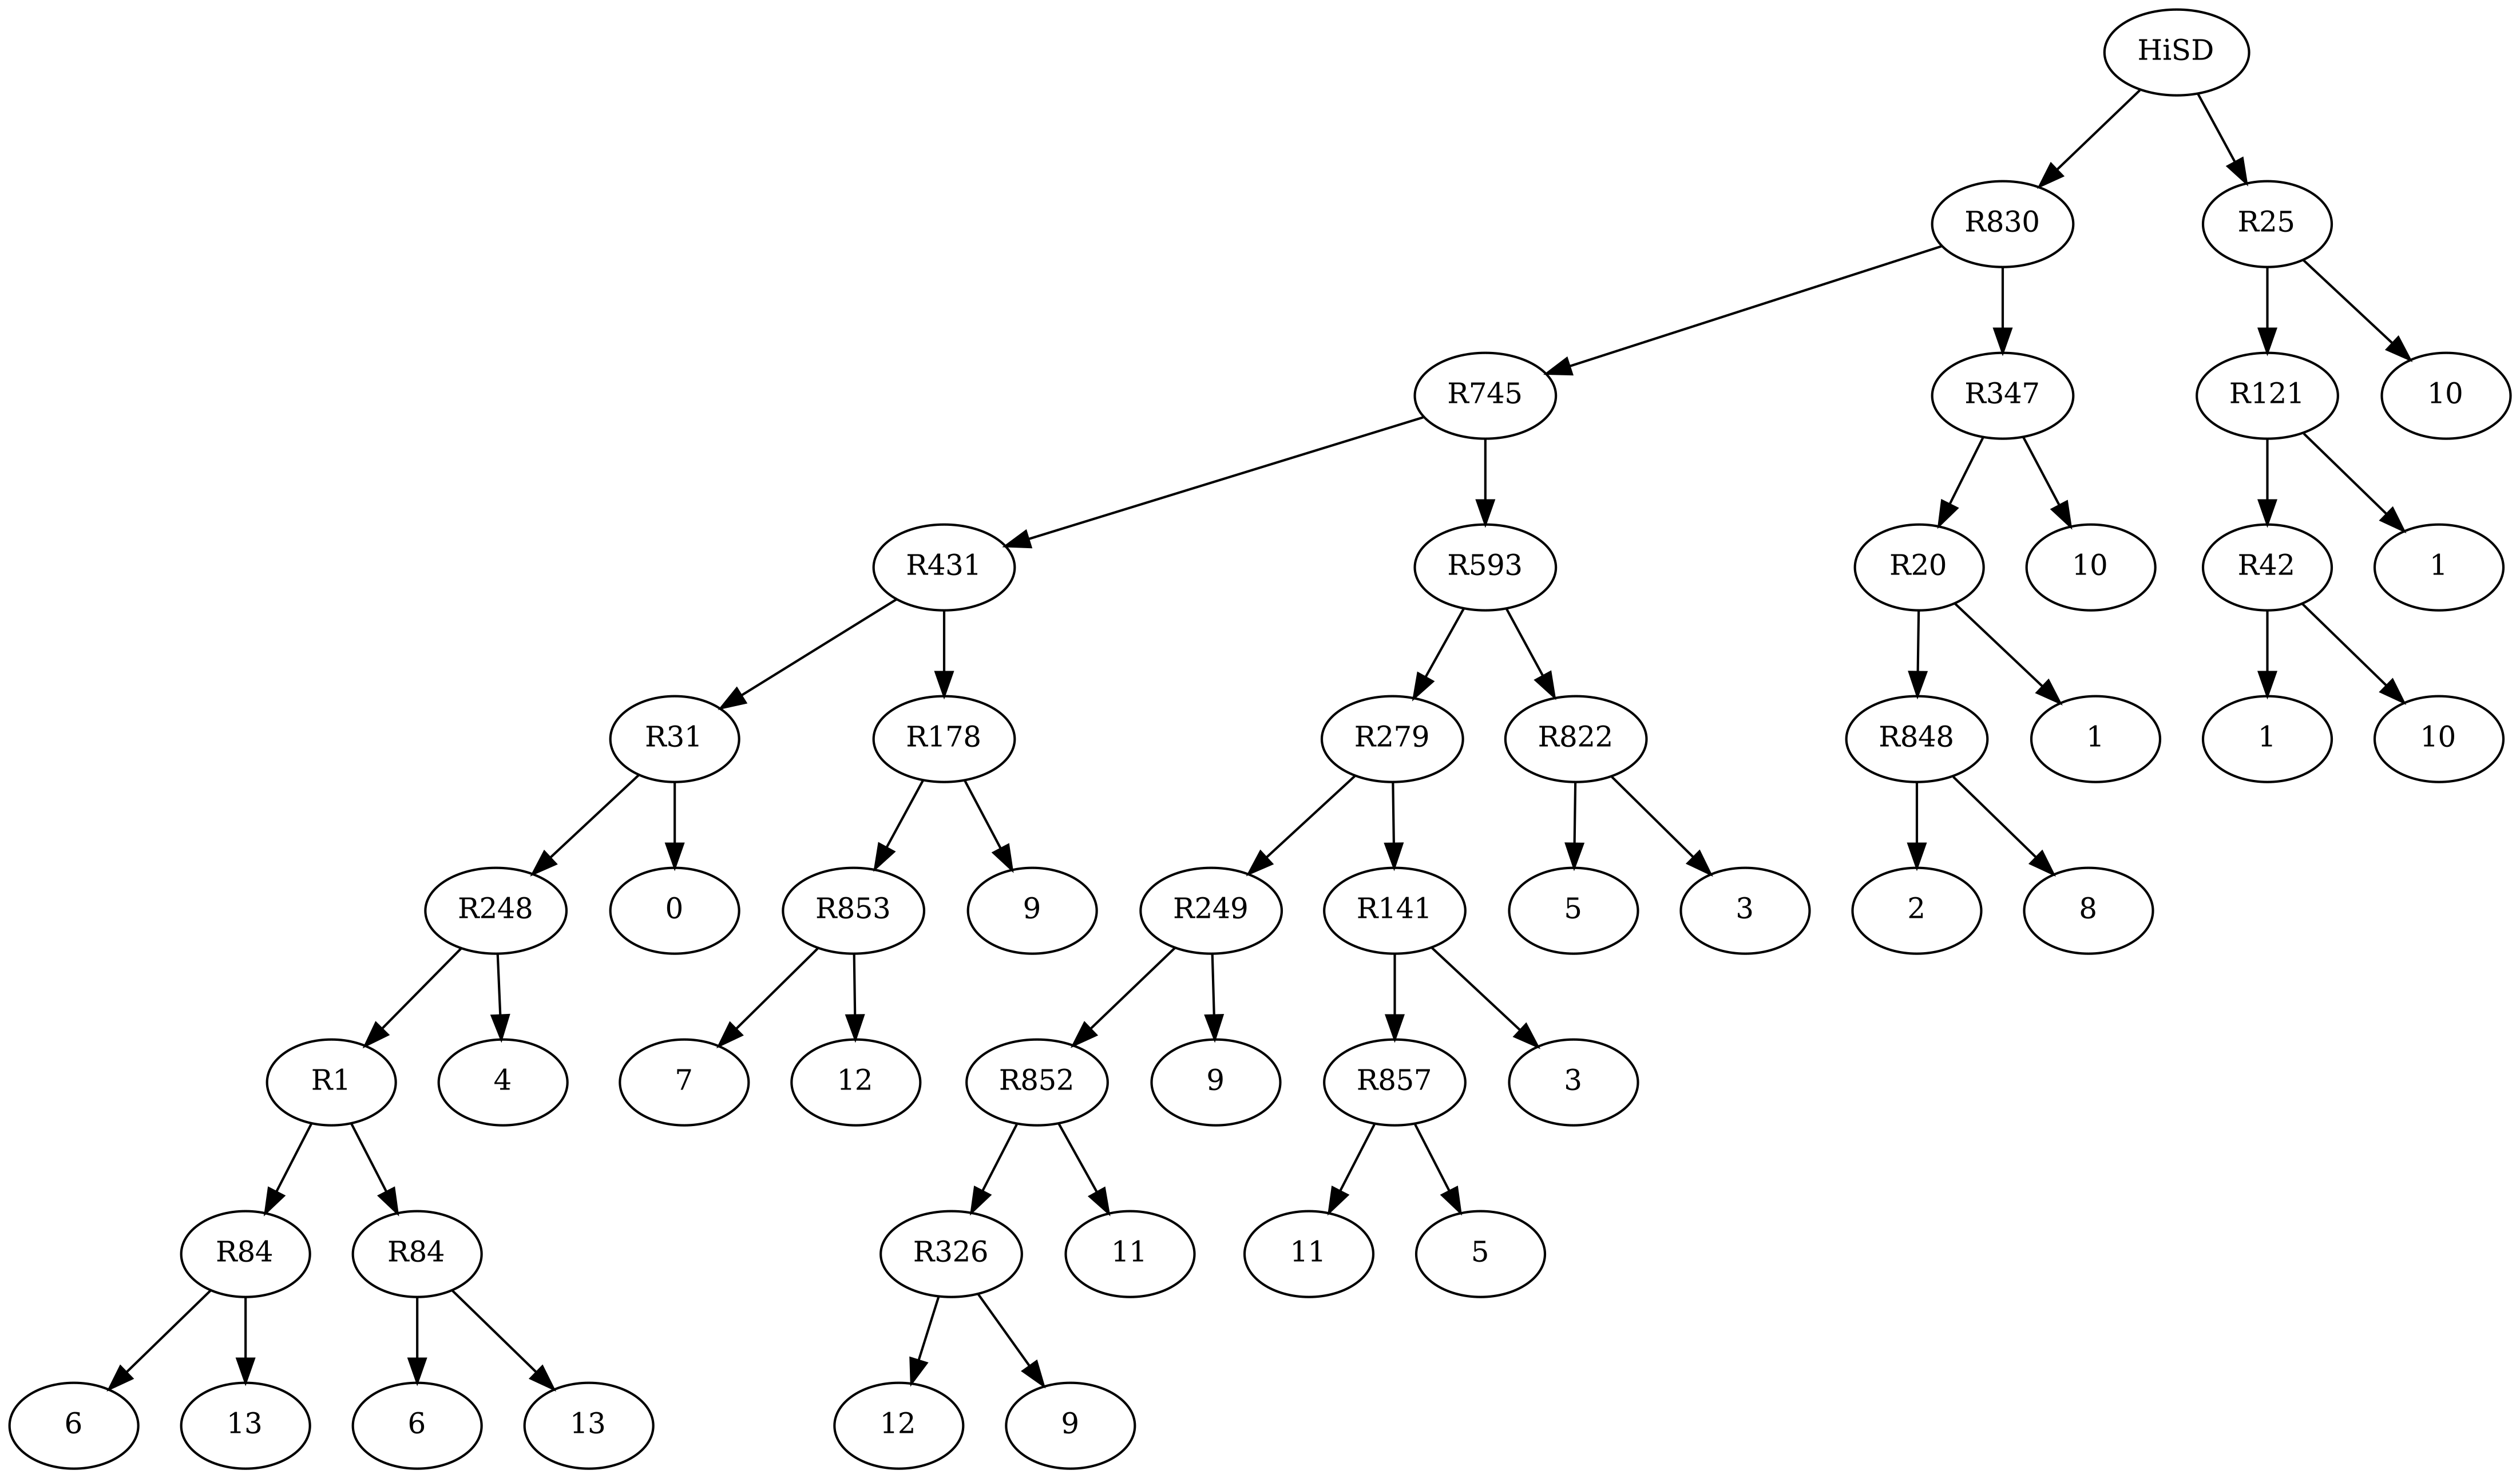 HiSD
R830 R25
R745 R347 R121 10
R431 R593 R20 10 R42 1
R31 R178 R279 R822 R848 1 1 10
R248 0 R853 9 R249 R141 5 3 2 8
R1 4 7 12 R852 9 R857 3
R84 R84 R326 11 11 5
6 13 6 13 12 9